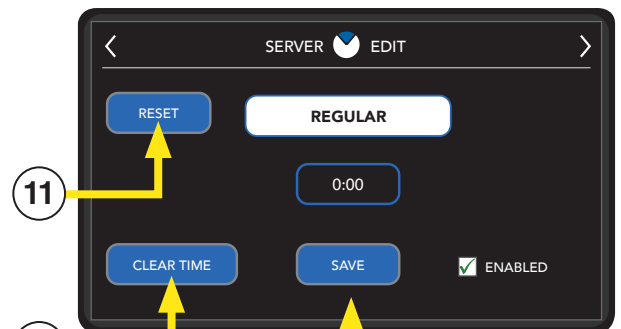 SERVER EDIT
RESET
REGULAR
11
0:00
CLEAR TIME
SAVE
ENABLED